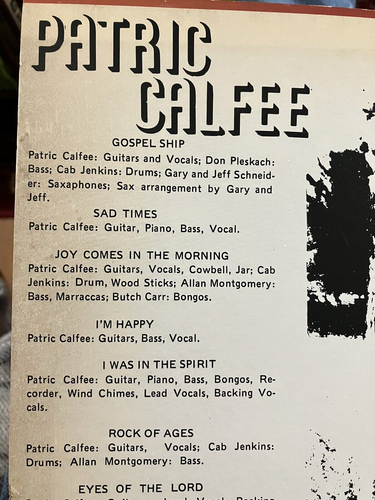 PATRIC
CALFEE
GOSPEL SHIP
Patric Calfee: Guitars and Vocals; Don Pleskach:
Bass; Cab Jenkins: Drums; Gary and Jeff Schneid-
er: Saxaphones; Sax arrangement by Gary and
Jeff.
SAD TIMES
Patric Calfee: Guitar, Piano, Bass, Vocal.
JOY COMES IN THE MORNING
Patric Calfee: Guitars, Vocals, Cowbell, Jar; Cab
Jenkins: Drum, Wood Sticks; Allan Montgomery:
Bass, Marraccas; Butch Carr: Bongos.
I'M HAPPY
Patric Calfee: Guitars, Bass, Vocal.
I WAS IN THE SPIRIT
Patric Calfee: Guitar, Piano, Bass, Bongos, Re-
corder, Wind Chimes, Lead Vocals, Backing Vo-
cals.
ROCK OF AGES
Patric Calfee: Guitars, Vocals; Cab Jenkins:
Drums; Allan Montgomery: Bass.
EYES OF THE LORD